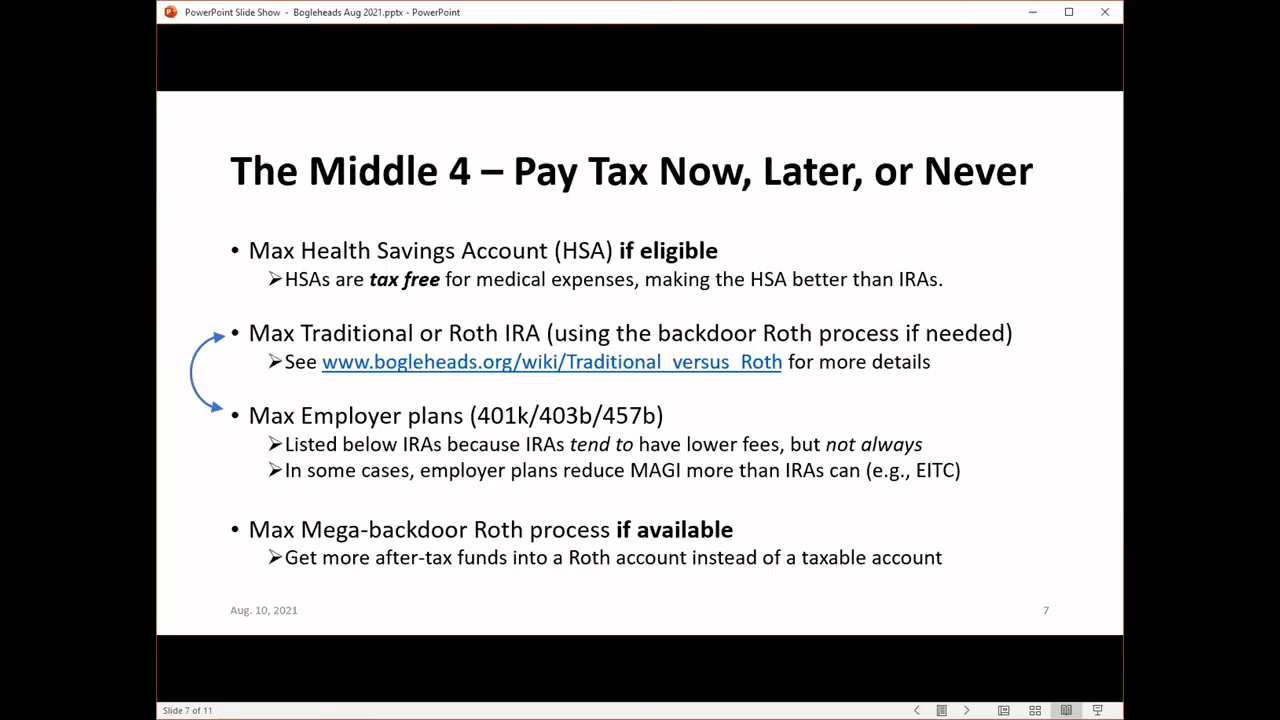 PowerPoint Slide Show - Bogleheads Aug 2021.pptx - PowerPoint
The Middle 4 – Pay Tax Now, Later, or Never
• Max Health Savings Account (HSA) if eligible
➢HSAs are tax free for medical expenses, making the HSA better than IRAs.
• Max Traditional or Roth IRA (using the backdoor Roth process if needed)
➢See www.bogleheads.org/wiki/Traditional_versus_Roth for more details
• Max Employer plans (401k/403b/457b)
➢Listed below IRAs because IRAs tend to have lower fees, but not always
➢In some cases, employer plans reduce MAGI more than IRAs can (e.g., EITC)
• Max Mega-backdoor Roth process if available
➢Get more after-tax funds into a Roth account instead of a taxable account
Aug. 10, 2021
7
Slide 7 of 11